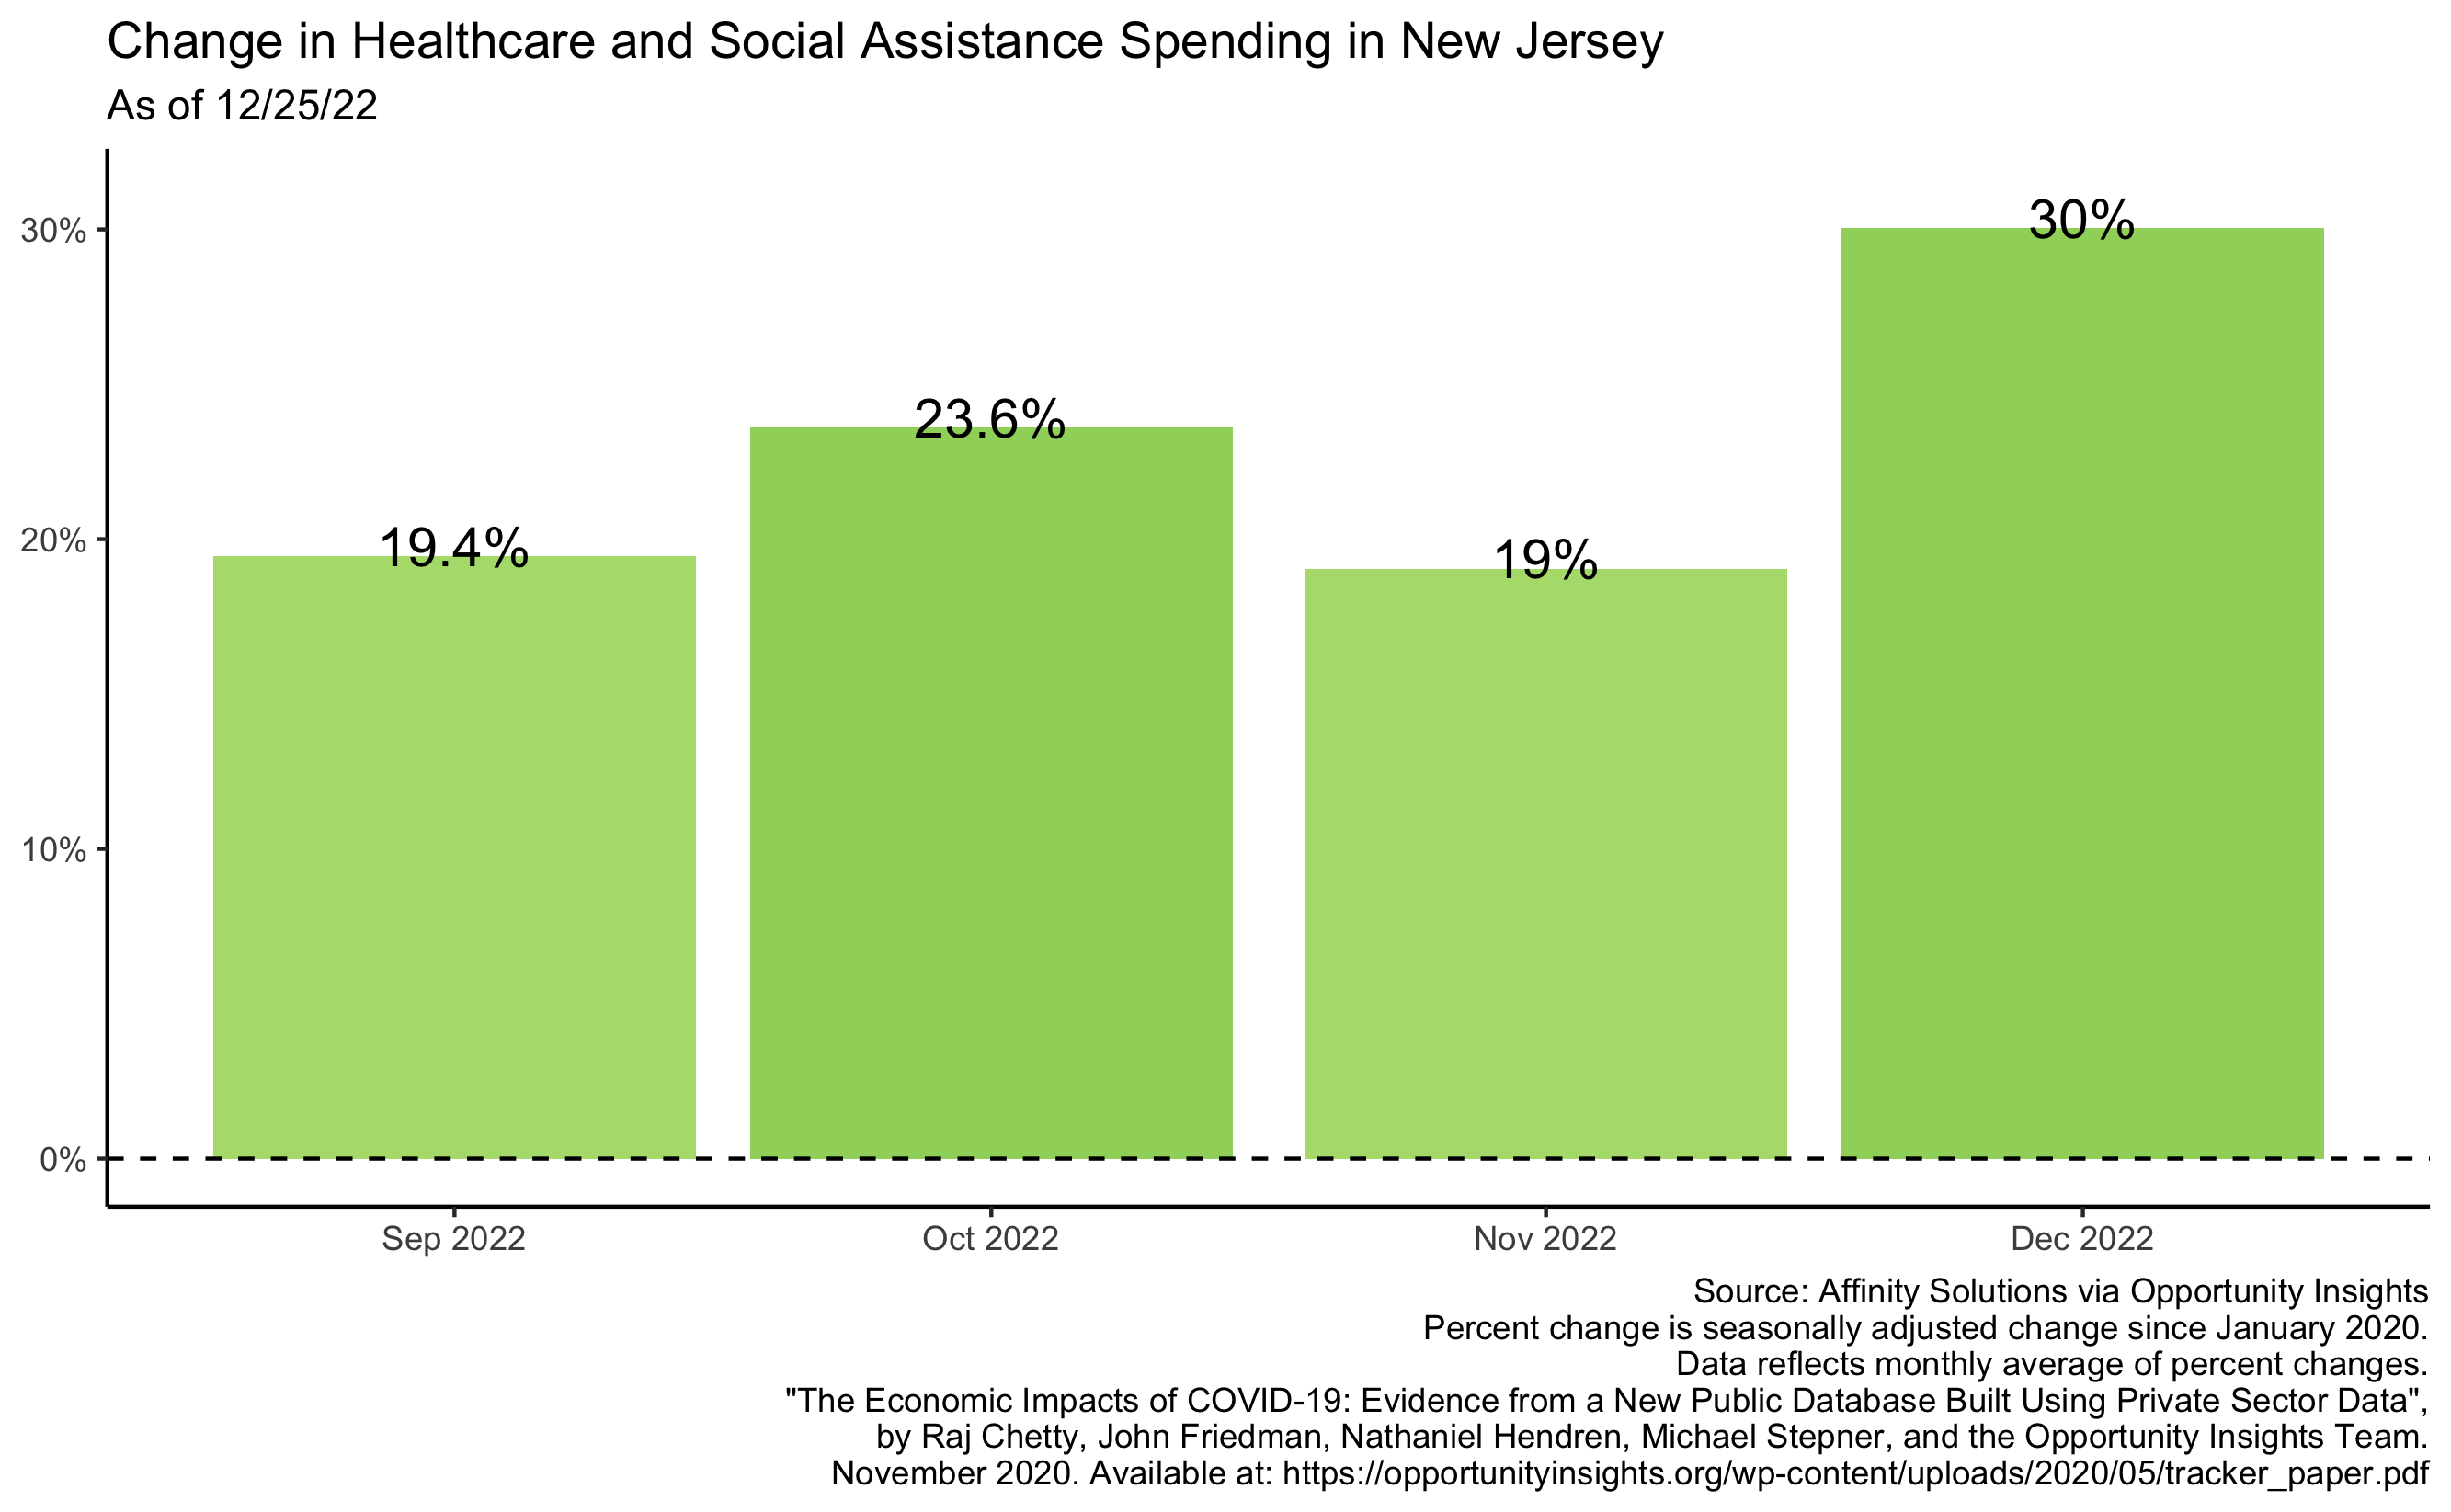 Change in Healthcare and Social Assistance Spending in New Jersey
As of 12/25/22
30%
20%
10%
0%
19.4%
23.6%
19%
30%
Sep 2022
Oct 2022
Nov 2022
Dec 2022
Source: Affinity Solutions via Opportunity Insights
Percent change is seasonally adjusted change since January 2020.
Data reflects monthly average of percent changes.
"The Economic Impacts of COVID-19: Evidence from a New Public Database Built Using Private Sector Data",
by Raj Chetty, John Friedman, Nathaniel Hendren, Michael Stepner, and the Opportunity Insights Team.
November 2020. Available at: https://opportunityinsights.org/wp-content/uploads/2020/05/tracker_paper.pdf